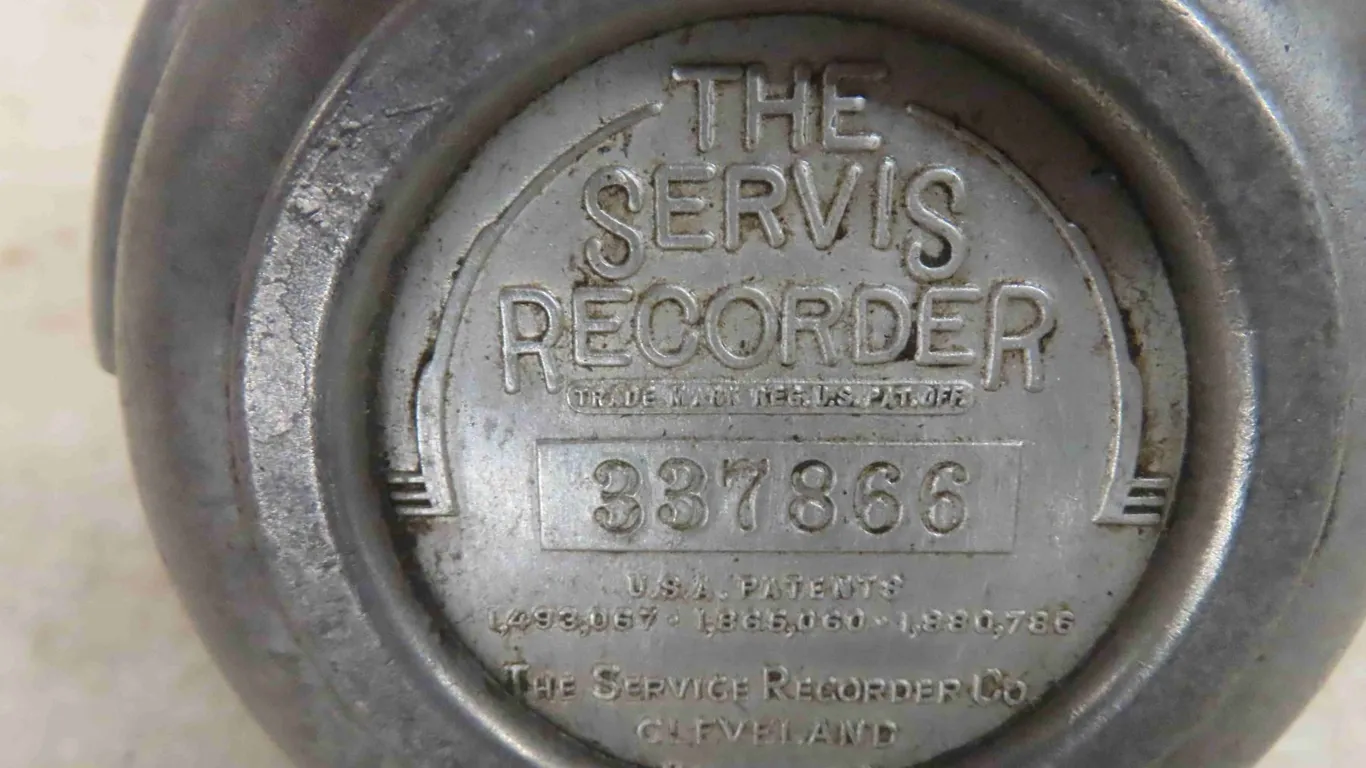 THE
SERVIS
RECORDER
TRADE MARK REG. U.S. PAT. OFF.
337866
U.S.A. PATENTS
1,493,067 · 1,865,060 · 1,880,786
THE SERVICE RECORDER CO.
CLEVELAND